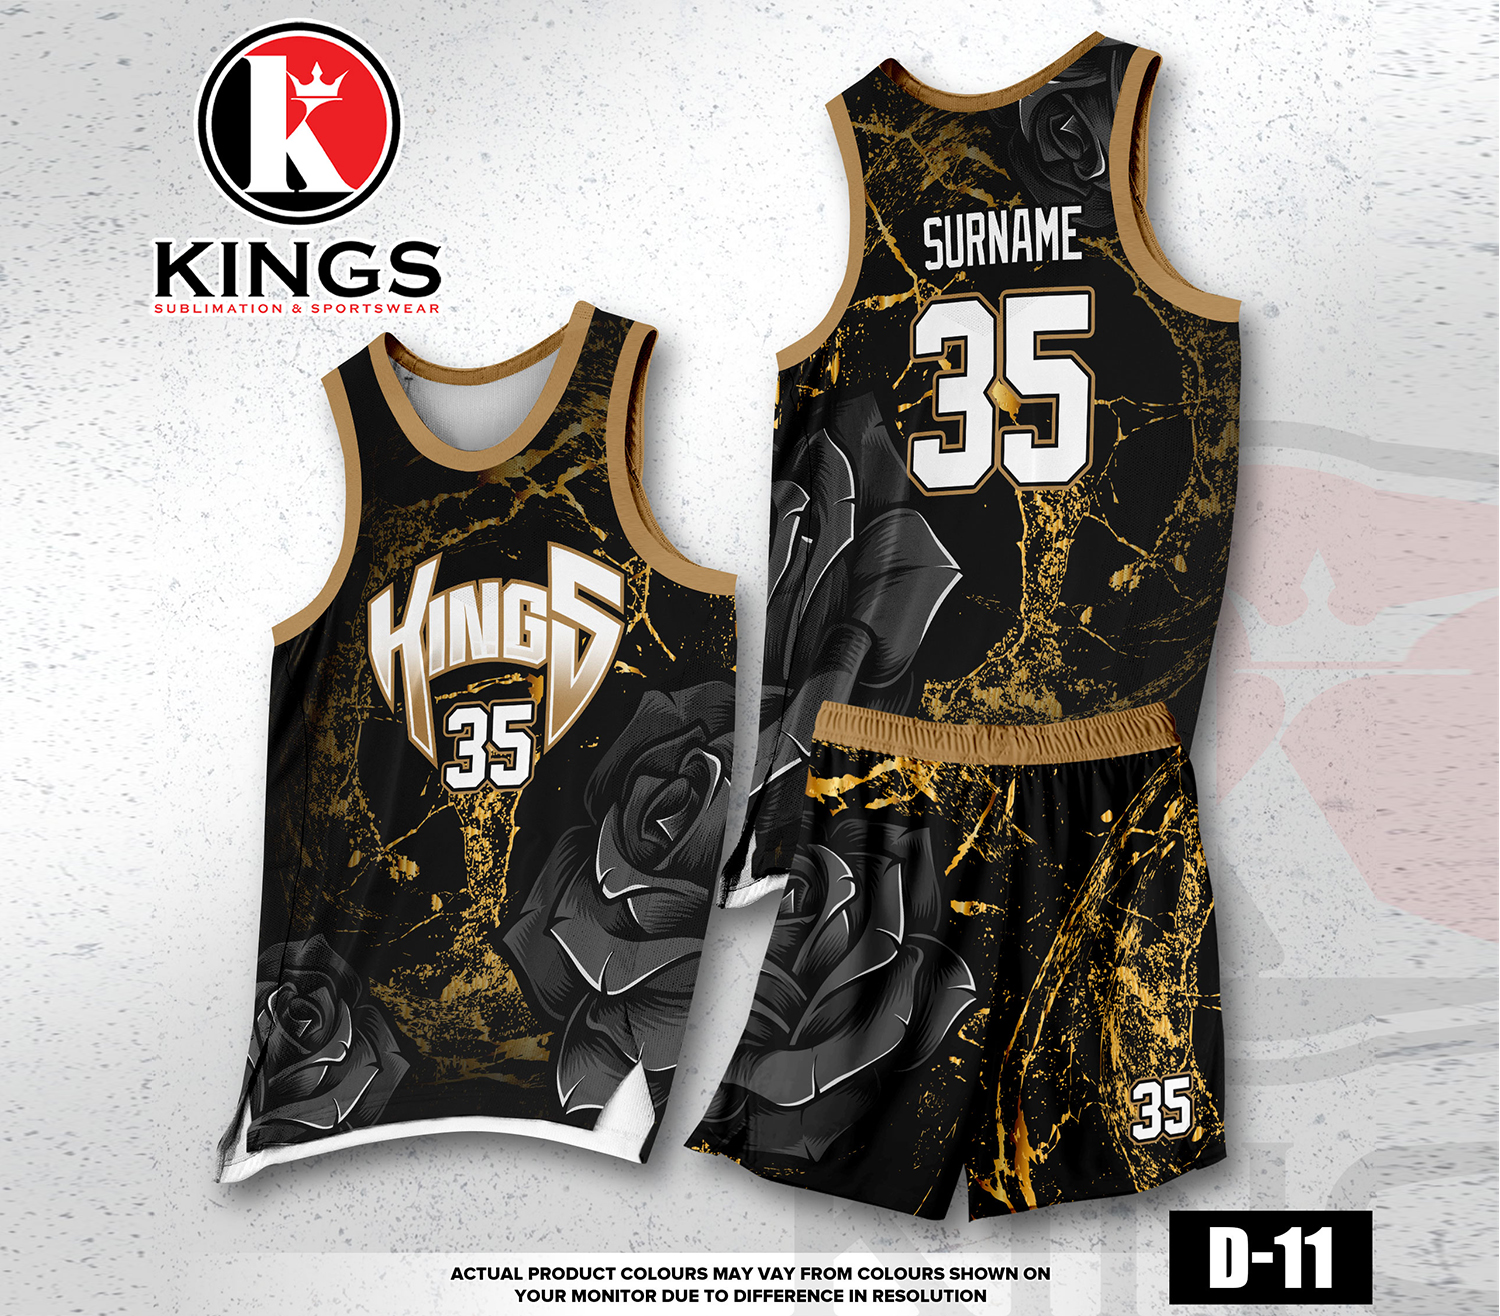 K
KINGS
SUBLIMATION & SPORTSWEAR
SURNAME
35
KINGS
35
35
D-11
ACTUAL PRODUCT COLOURS MAY VAY FROM COLOURS SHOWN ON
YOUR MONITOR DUE TO DIFFERENCE IN RESOLUTION